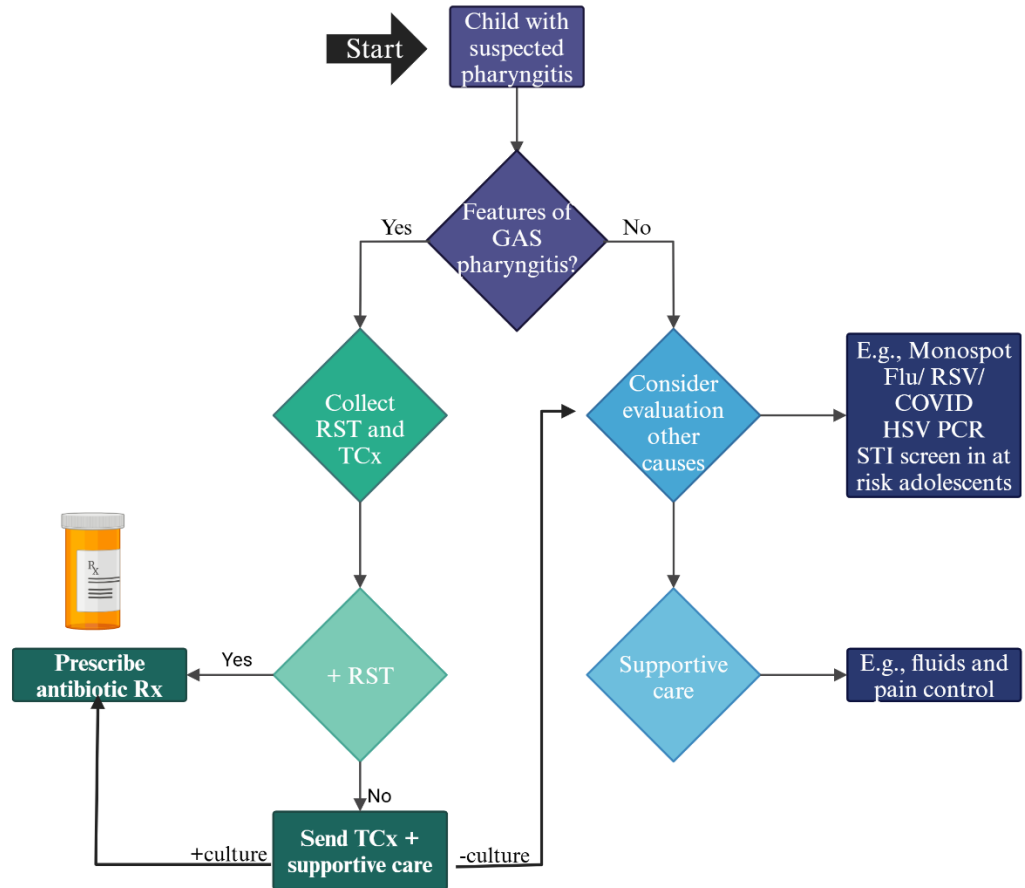 Start
Child with
suspected
pharyngitis
Features of
GAS
pharyngitis?
Yes
No
Collect
RST and
TCx
Consider
evaluation
other
causes
E.g., Monospot
Flu/ RSV/
COVID
HSV PCR
STI screen in at
risk adolescents
Rx
Prescribe
antibiotic Rx
Yes
+ RST
Supportive
care
E.g., fluids and
pain control
No
Send TCx +
supportive care
+culture
-culture